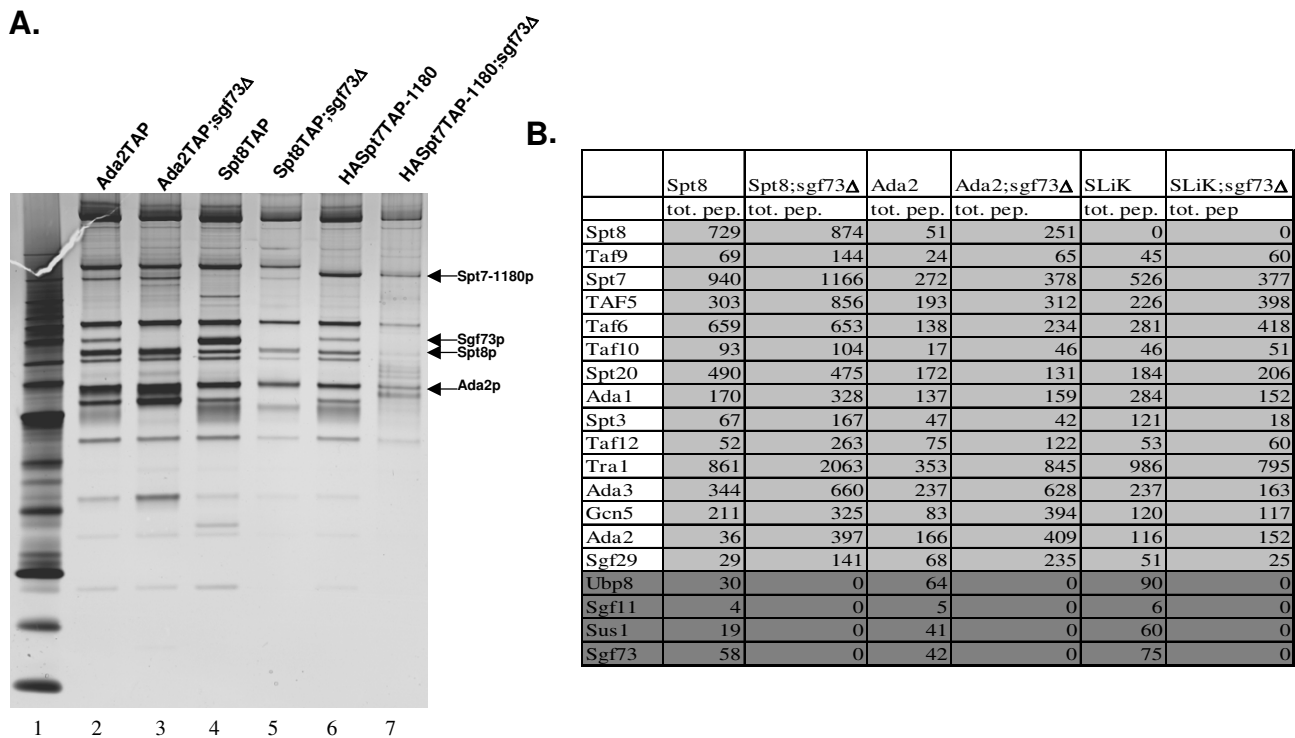 A.
Ada2TAP
Ada2TAP;sgf73Δ
Spt8TAP
Spt8TAP;sgf73Δ
HASpt7TAP-1180
HASpt7TAP-1180;sgf73Δ
Spt7-1180p
Sgf73p
Spt8p
Ada2p
1 2 3 4 5 6 7
B.
Spt8 Spt8;sgf73Δ Ada2 Ada2;sgf73Δ SLiK SLiK;sgf73Δ
tot. pep. tot. pep. tot. pep. tot. pep. tot. pep. tot. pep
Spt8 729 874 51 251 0 0
Taf9 69 144 24 65 45 60
Spt7 940 1166 272 378 526 377
TAF5 303 856 193 312 226 398
Taf6 659 653 138 234 281 418
Taf10 93 104 17 46 46 51
Spt20 490 475 172 131 184 206
Ada1 170 328 137 159 284 152
Spt3 67 167 47 42 121 18
Taf12 52 263 75 122 53 60
Tra1 861 2063 353 845 986 795
Ada3 344 660 237 628 237 163
Gcn5 211 325 83 394 120 117
Ada2 36 397 166 409 116 152
Sgf29 29 141 68 235 51 25
Ubp8 30 0 64 0 90 0
Sgf11 4 0 5 0 6 0
Sus1 19 0 41 0 60 0
Sgf73 58 0 42 0 75 0